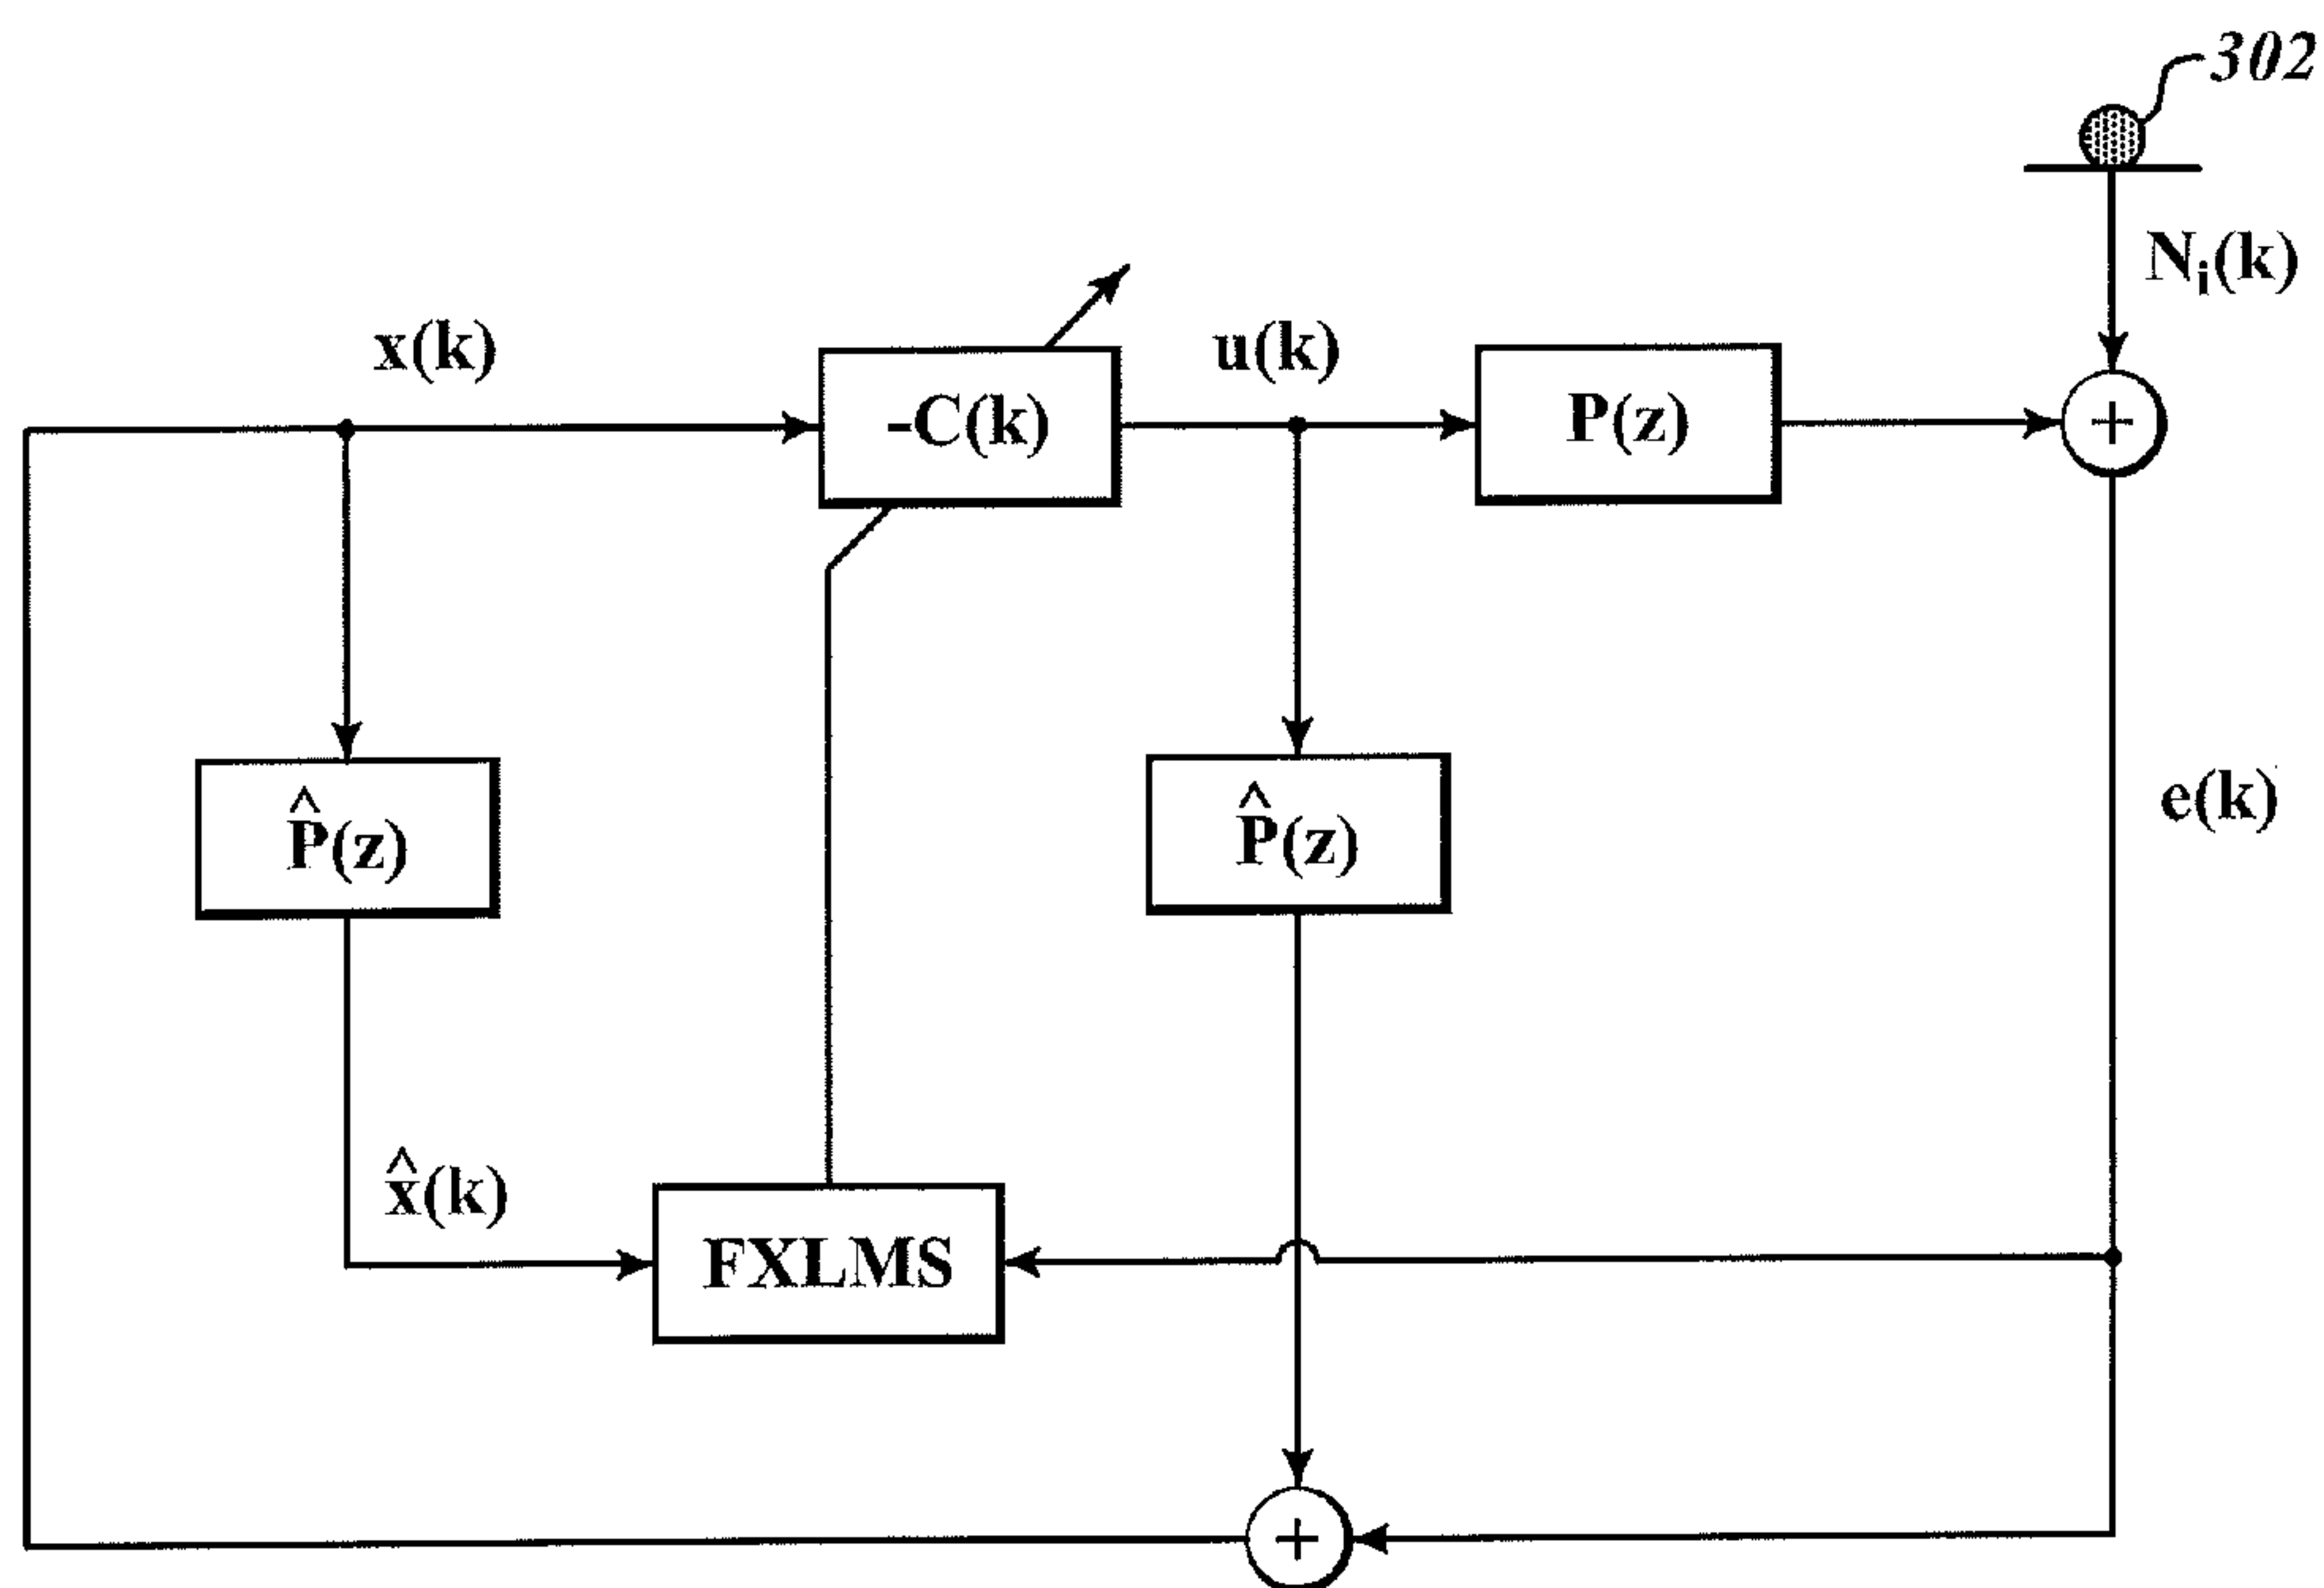 302
Nᵢ(k)
x(k)
-C(k)
u(k)
P(z)
+
P̂(z)
P̂(z)
e(k)
x̂(k)
FXLMS
+